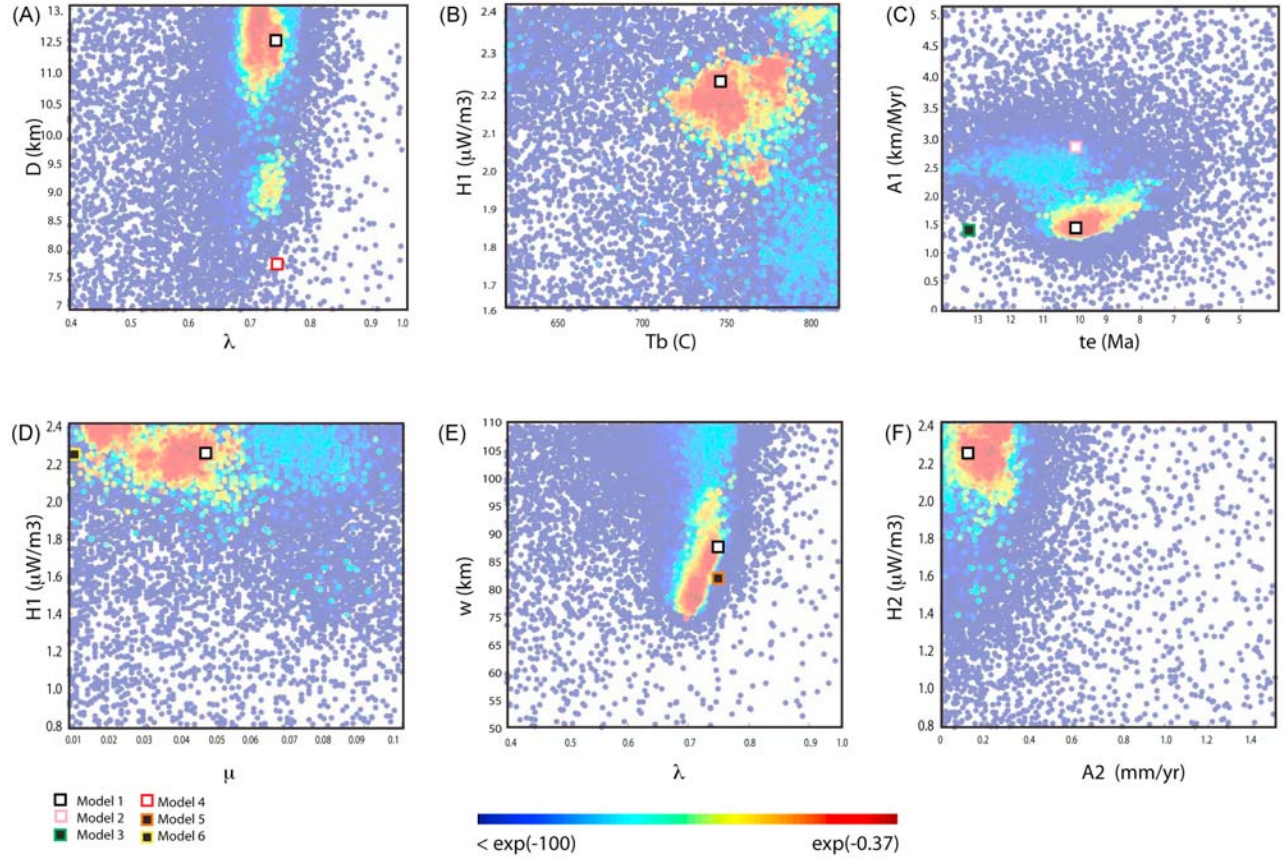 (A)
13.
12.5
11.0
10.5
10.0
9.5
9.0
8.5
8.0
7.5
7
D (km)
0.4 0.5 0.6 0.7 0.8 0.9 1.0
λ
(B)
2.4
2.3
2.2
2.1
2.0
1.9
1.8
1.7
1.6
H1 (μW/m3)
650 700 750 800
Tb (C)
(C)
5.
4.5
4.0
3.5
3.0
2.5
2.0
1.5
1.0
0.5
0
A1 (km/Myr)
13 12 11 10 9 8 7 6 5
te (Ma)
(D)
2.4
2.2
2.0
1.8
1.6
1.4
1.2
1.0
0.8
H1 (μW/m3)
0.01 0.02 0.03 0.04 0.05 0.06 0.07 0.08 0.09 0.1
μ
(E)
110
105
100
95
90
85
80
75
65
60
55
50
w (km)
0.4 0.5 0.6 0.7 0.8 0.9 1.0
λ
(F)
2.4
2.2
2.0
1.8
1.6
1.4
1.2
1.0
0.8
H2 (μW/m3)
0 0.2 0.4 0.6 0.8 1.0 1.2 1.4
A2 (mm/yr)
Model 1 Model 4
Model 2 Model 5
Model 3 Model 6
< exp(-100) exp(-0.37)